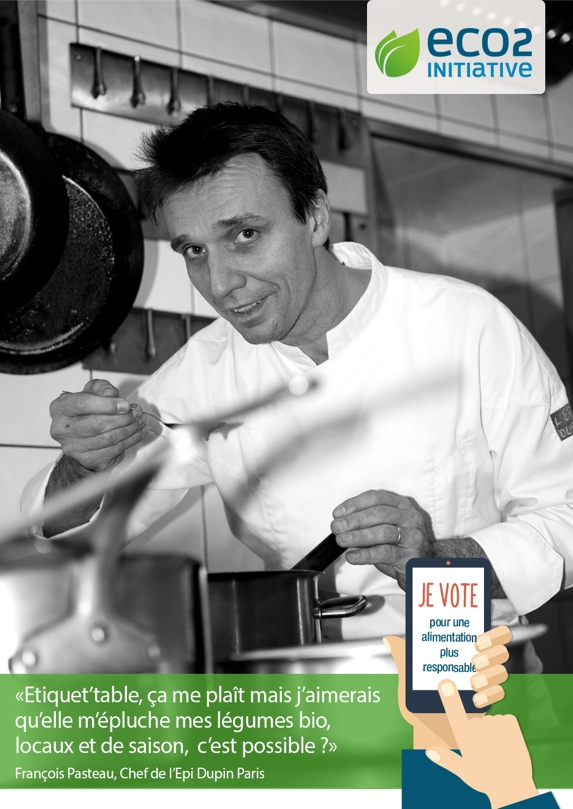 eco2
INITIATIVE
JE VOTE
pour une
alimentation
plus
responsable
«Etiquet’table, ça me plaît mais j’aimerais
qu’elle m’épluche mes légumes bio,
locaux et de saison,  c’est possible ?»
François Pasteau, Chef de l’Epi Dupin Paris